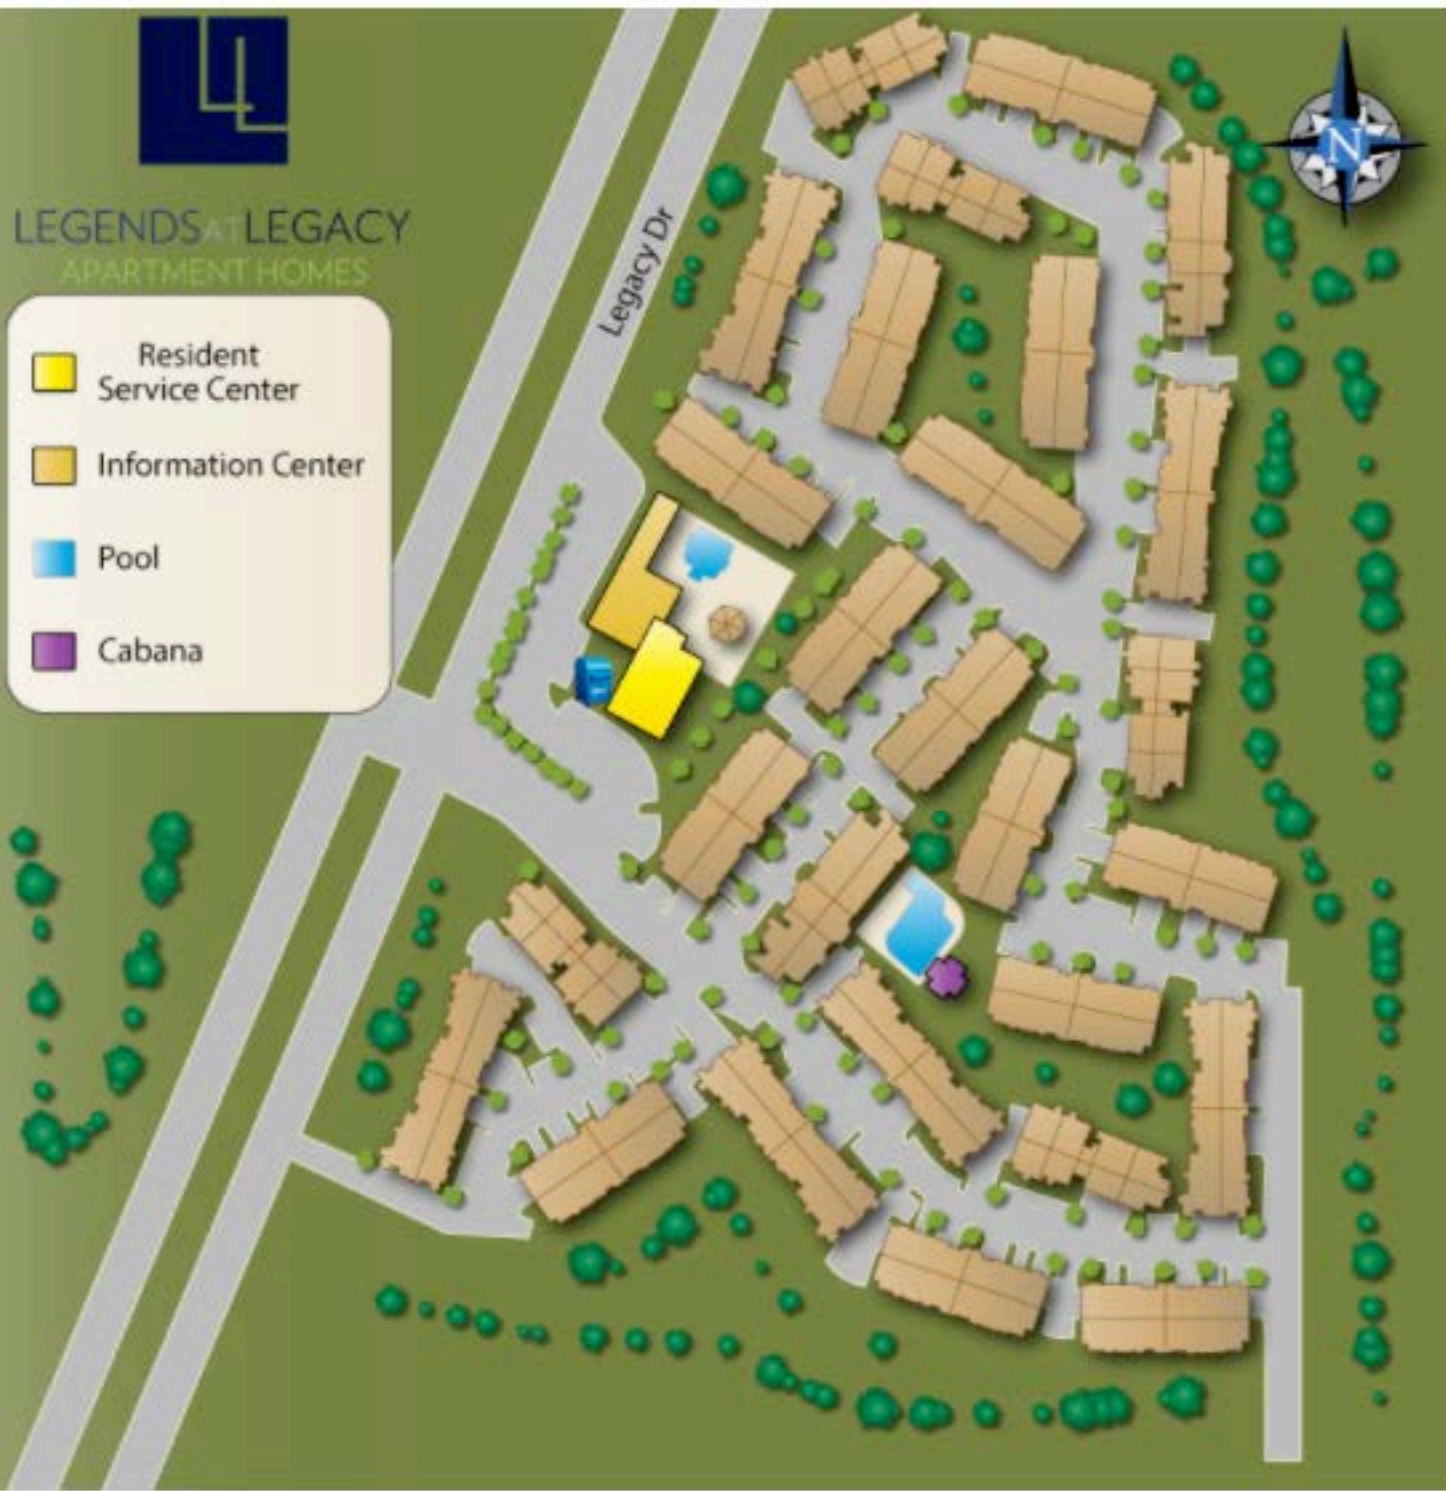 LEGENDS AT LEGACY
APARTMENT HOMES
Resident
Service Center
Information Center
Pool
Cabana
Legacy Dr
N